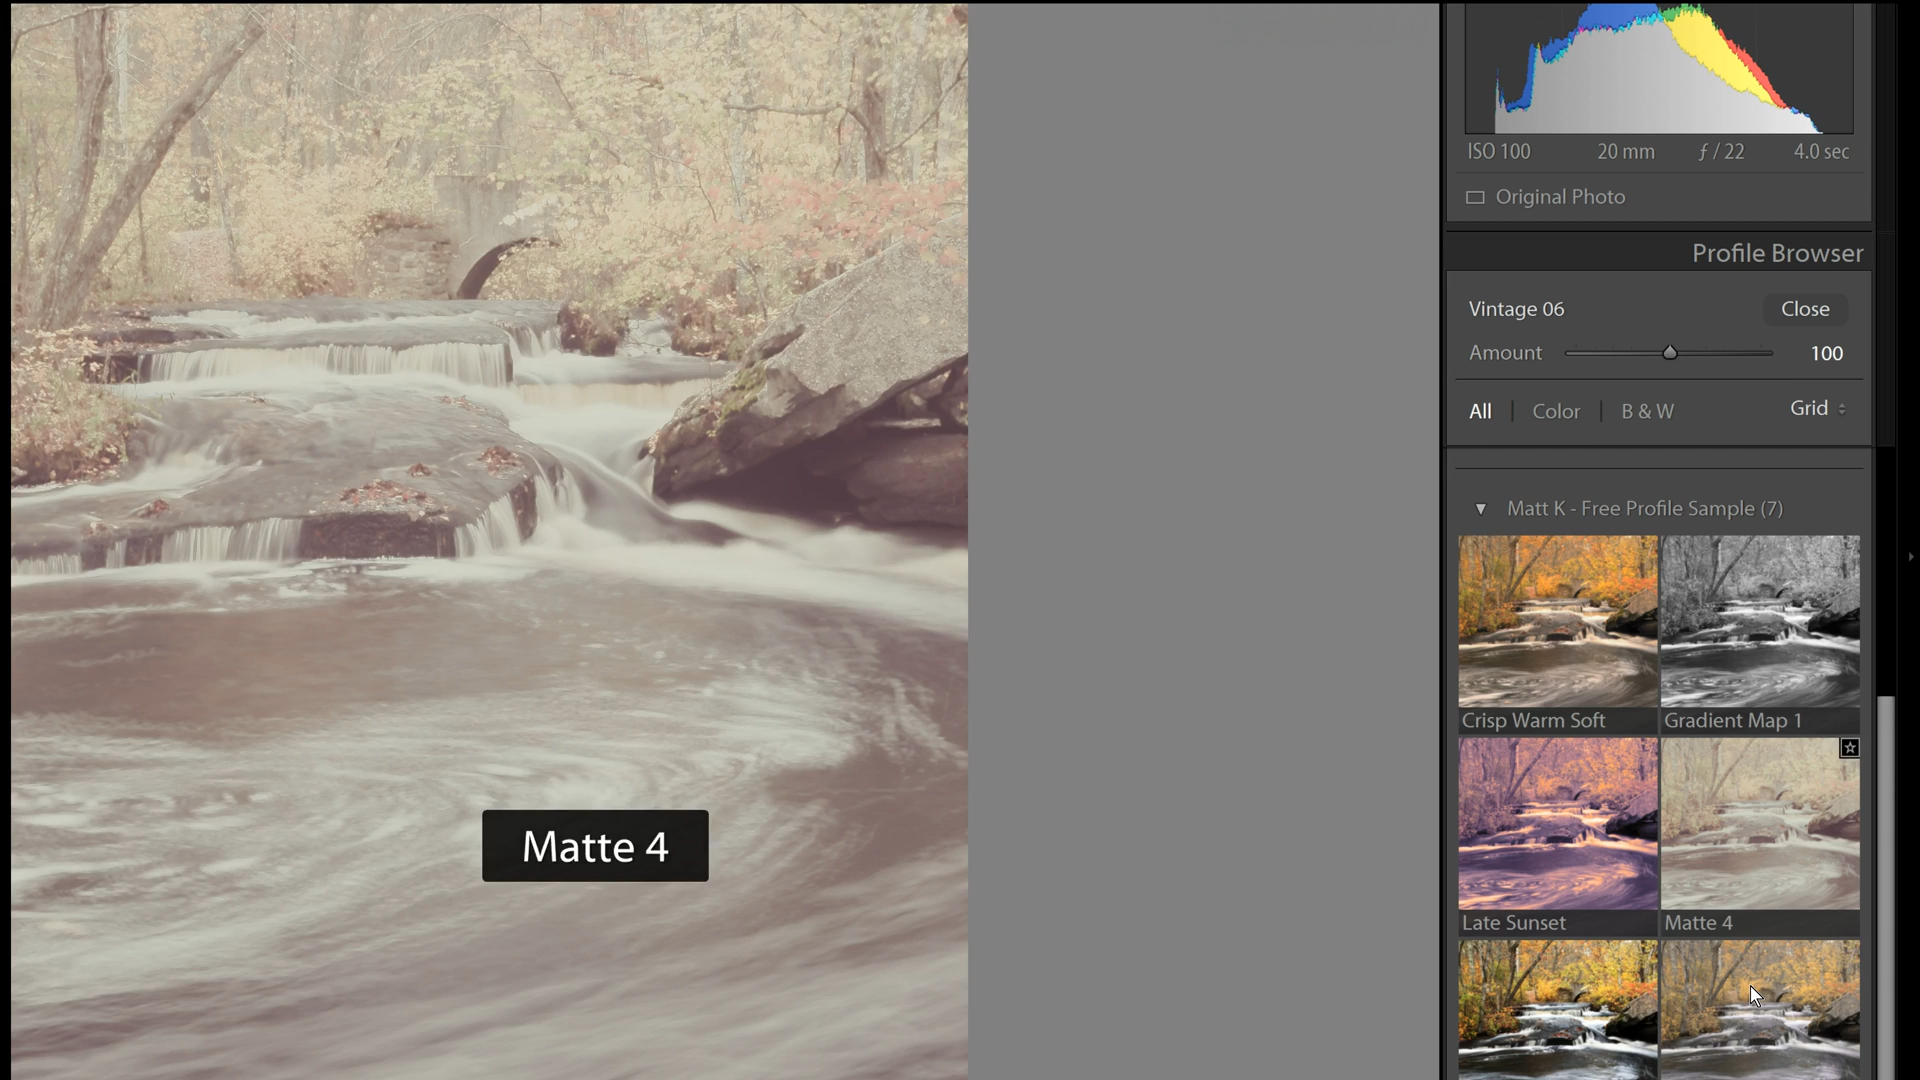 ISO 100 20 mm ƒ / 22 4.0 sec
Original Photo
Profile Browser
Vintage 06 Close
Amount 100
All | Color | B & W Grid
Matt K - Free Profile Sample (7)
Crisp Warm Soft Gradient Map 1
Late Sunset Matte 4
Matte 4